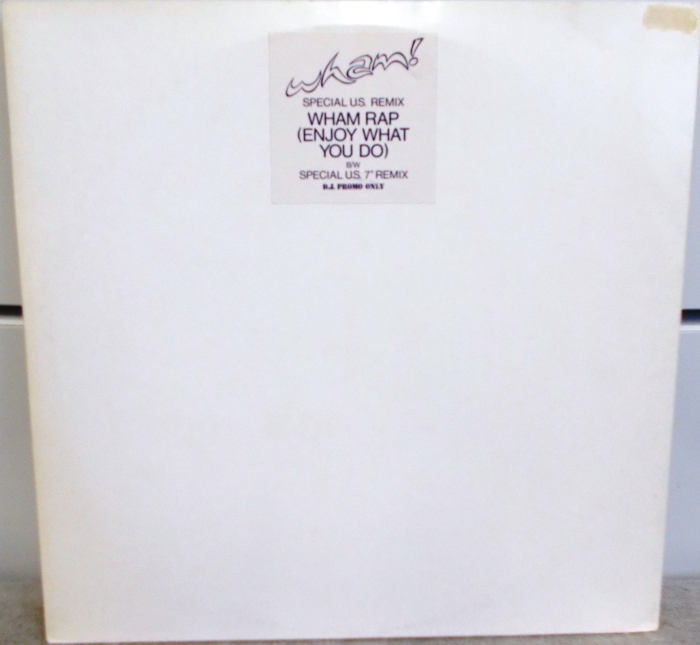 wham!
SPECIAL U.S. REMIX
WHAM RAP
(ENJOY WHAT
YOU DO)
B/W
SPECIAL U.S. 7" REMIX
D.J. PROMO ONLY